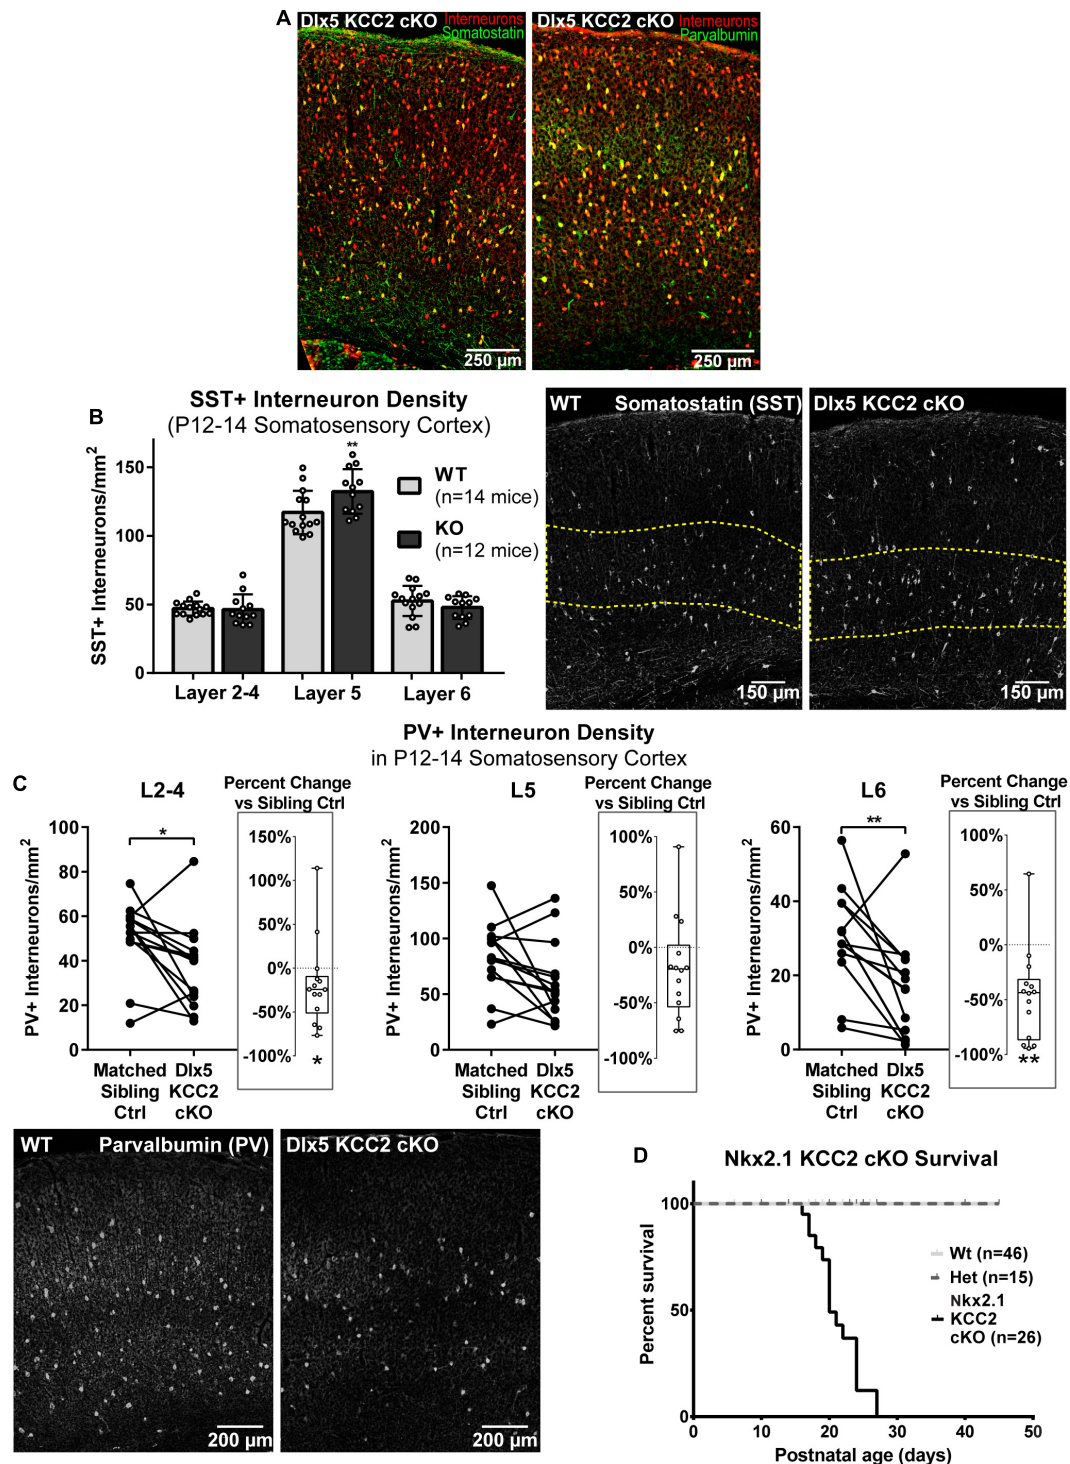 A
Dlx5 KCC2 cKO Interneurons
Somatostatin
250 µm
Dlx5 KCC2 cKO Interneurons
Parvalbumin
250 µm
B
SST+ Interneuron Density
(P12-14 Somatosensory Cortex)
SST+ Interneurons/mm²
150
100
50
0
**
WT
(n=14 mice)
KO
(n=12 mice)
Layer 2-4
Layer 5
Layer 6
WT Somatostatin (SST)
150 µm
Dlx5 KCC2 cKO
150 µm
PV+ Interneuron Density
in P12-14 Somatosensory Cortex
C
L2-4
PV+ Interneurons/mm²
100
80
60
40
20
0
*
Matched
Sibling
Ctrl
Dlx5
KCC2
cKO
Percent Change
vs Sibling Ctrl
150%
100%
50%
0%
-50%
-100%
*
L5
PV+ Interneurons/mm²
200
150
100
50
0
Matched
Sibling
Ctrl
Dlx5
KCC2
cKO
Percent Change
vs Sibling Ctrl
100%
50%
0%
-50%
-100%
L6
PV+ Interneurons/mm²
60
40
20
0
**
Matched
Sibling
Ctrl
Dlx5
KCC2
cKO
Percent Change
vs Sibling Ctrl
100%
50%
0%
-50%
-100%
**
WT Parvalbumin (PV)
200 µm
Dlx5 KCC2 cKO
200 µm
D
Nkx2.1 KCC2 cKO Survival
Percent survival
100
50
0
Wt (n=46)
Het (n=15)
Nkx2.1
KCC2
cKO (n=26)
0 10 20 30 40 50
Postnatal age (days)